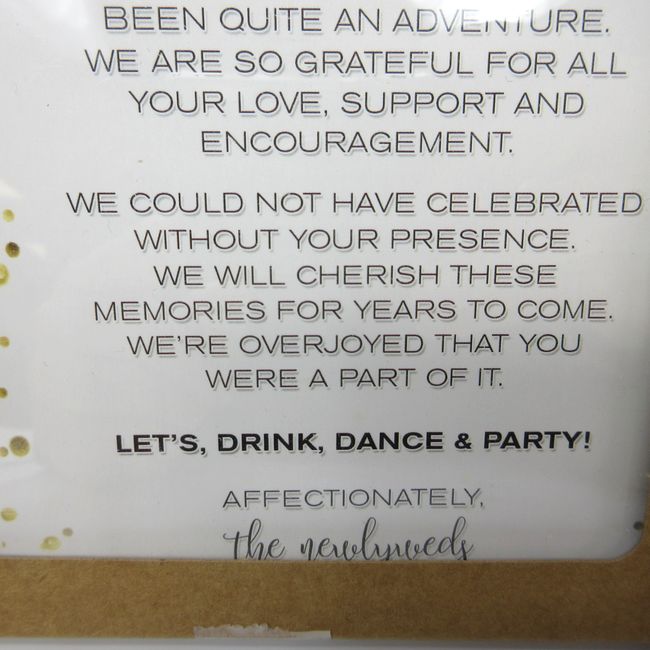 BEEN QUITE AN ADVENTURE.
WE ARE SO GRATEFUL FOR ALL
YOUR LOVE, SUPPORT AND
ENCOURAGEMENT.
WE COULD NOT HAVE CELEBRATED
WITHOUT YOUR PRESENCE.
WE WILL CHERISH THESE
MEMORIES FOR YEARS TO COME.
WE'RE OVERJOYED THAT YOU
WERE A PART OF IT.
LET'S, DRINK, DANCE & PARTY!
AFFECTIONATELY,
the newlyweds